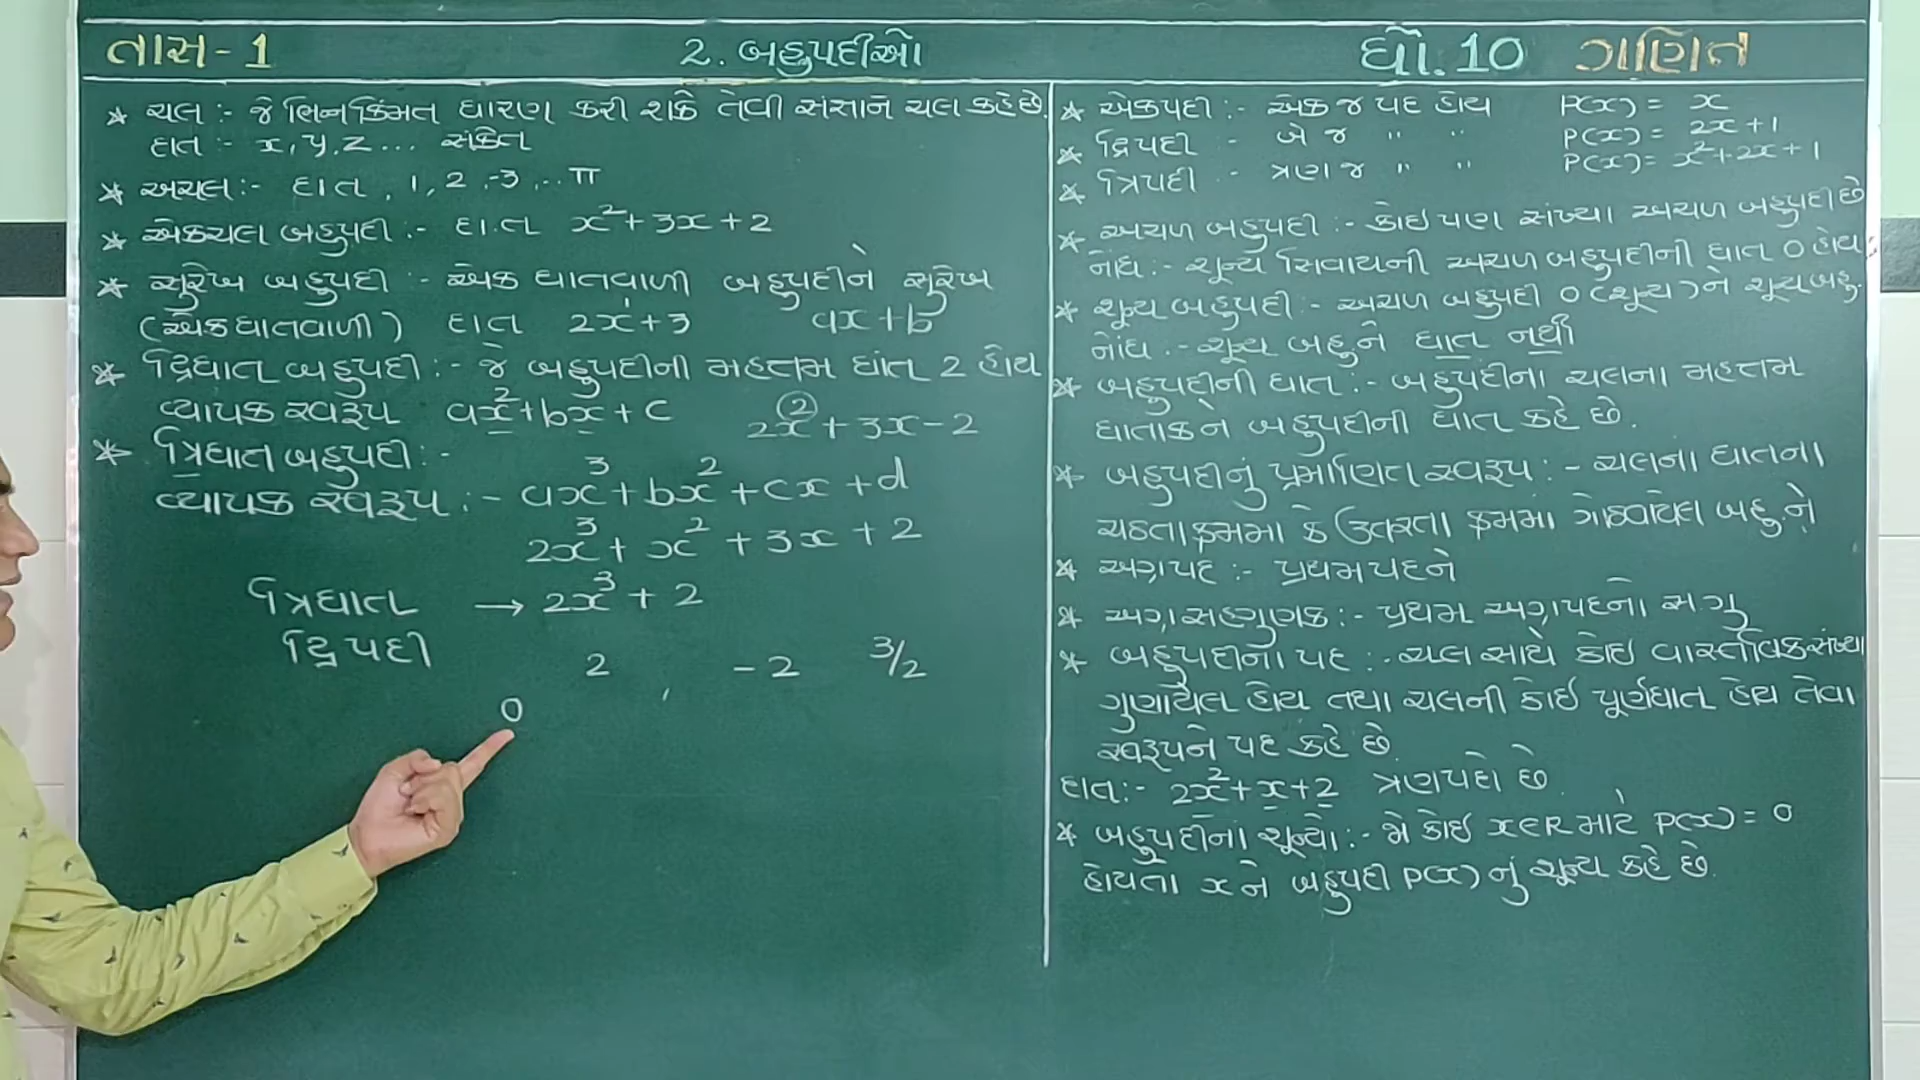 તાસ - 1
2. બહુપદીઓ
ધો. 10 ગણિત
* ચલ :- જે ભિન્ન કિંમત ધારણ કરી શકે તેવી સંજ્ઞાને ચલ કહે છે.
દા.ત :- x, y, z ... સંકેત
* અચલ :- દા.ત , 1, 2, -3, .. π
* એકચલ બહુપદી :- દા.ત x² + 3x + 2
* સુરેખ બહુપદી :- એક ઘાતવાળી બહુપદીને સુરેખ
(એકઘાતવાળી) દા.ત 2x¹ + 3 ax + b
* દ્વિઘાત બહુપદી :- જે બહુપદીની મહત્તમ ઘાત 2 હોય
વ્યાપક સ્વરૂપ ax² + bx + c 2x² + 3x - 2
* ત્રિઘાત બહુપદી :-
વ્યાપક સ્વરૂપ :- ax³ + bx² + cx + d
2x³ + x² + 3x + 2
ત્રિઘાત → 2x³ + 2
દ્વિપદી
2 , -2 3/2
0
* એકપદી :- એક જ પદ હોય P(x) = x
* દ્વિપદી - બે જ " " P(x) = 2x + 1
* ત્રિપદી - ત્રણ જ " " P(x) = x² + 2x + 1
* અચળ બહુપદી :- કોઇ પણ સંખ્યા અચળ બહુપદી છે
નોંધ :- શૂન્ય સિવાયની અચળ બહુપદીની ઘાત 0 હોય
* શૂન્ય બહુપદી :- અચળ બહુપદી 0 (શૂન્ય) ને શૂન્ય બહુ.
નોંધ :- શૂન્ય બહુ.ને ઘાત નથી
* બહુપદીની ઘાત :- બહુપદીના ચલના મહત્તમ
ઘાતાંકને બહુપદીની ઘાત કહે છે.
* બહુપદીનું પ્રમાણિત સ્વરૂપ :- ચલના ઘાતના
ચઢતા ક્રમમાં કે ઉતરતા ક્રમમાં ગોઠવાયેલ બહુ.ને
* અગ્રપદ :- પ્રથમ પદને
* અગ્રસહગુણક :- પ્રથમ અગ્રપદનો સ.ગુ
* બહુપદીના પદ :- ચલ સાથે કોઇ વાસ્તવિક સંખ્યા
ગુણાયેલ હોય તથા ચલની કોઈ પૂર્ણઘાત હોય તેવા
સ્વરૂપને પદ કહે છે.
દા.ત :- 2x² + x + 2 ત્રણ પદો છે.
* બહુપદીના શૂન્યો :- જો કોઇ x∈R માટે P(x) = 0
હોયતો x ને બહુપદી P(x) નું શૂન્ય કહે છે.